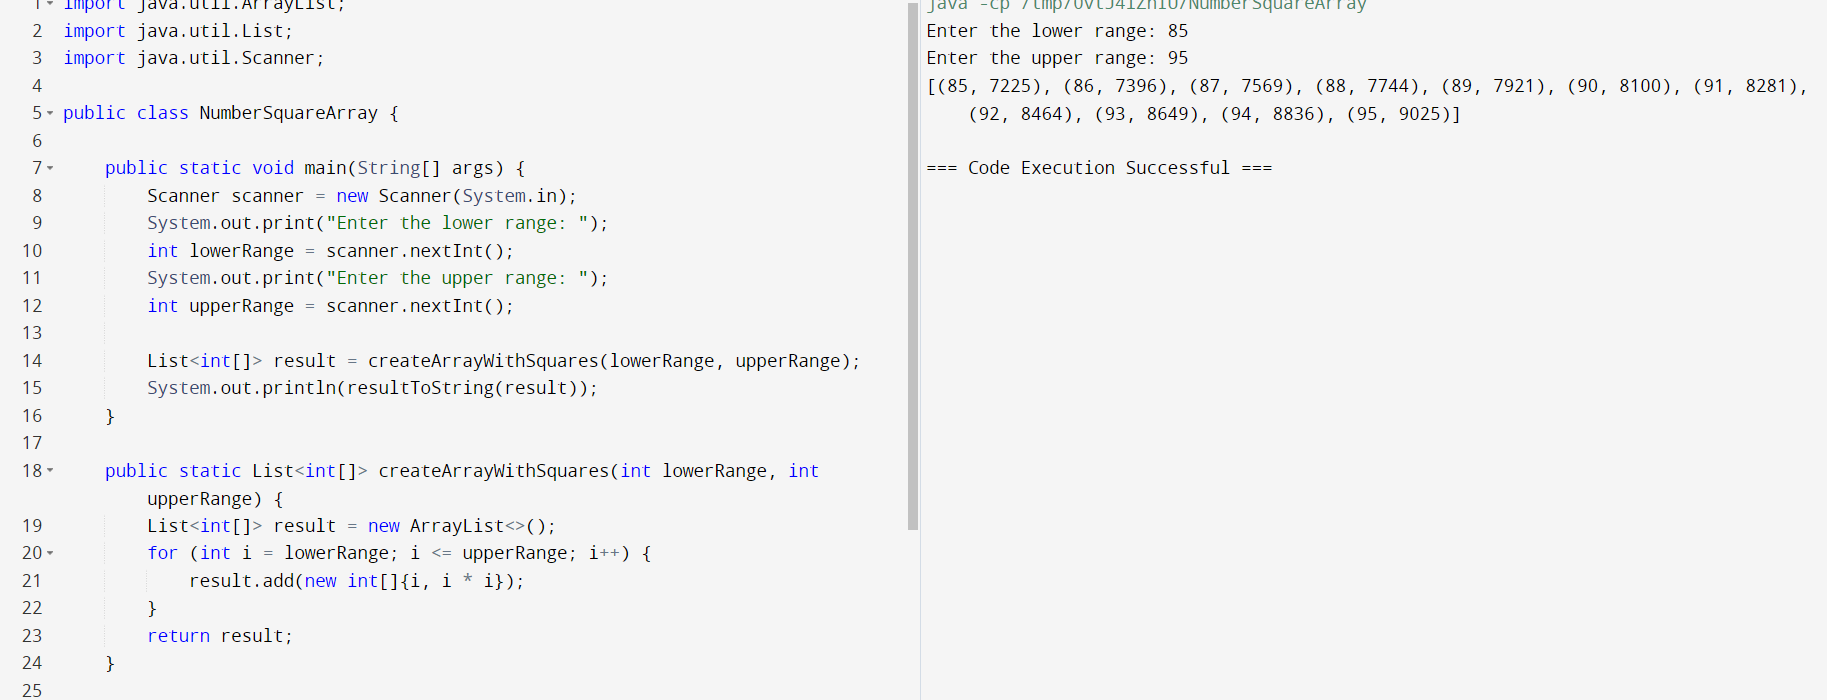 1 import java.util.ArrayList;
2 import java.util.List;
3 import java.util.Scanner;
4
5 public class NumberSquareArray {
6
7 public static void main(String[] args) {
8 Scanner scanner = new Scanner(System.in);
9 System.out.print("Enter the lower range: ");
10 int lowerRange = scanner.nextInt();
11 System.out.print("Enter the upper range: ");
12 int upperRange = scanner.nextInt();
13
14 List<int[]> result = createArrayWithSquares(lowerRange, upperRange);
15 System.out.println(resultToString(result));
16 }
17
18 public static List<int[]> createArrayWithSquares(int lowerRange, int
upperRange) {
19 List<int[]> result = new ArrayList<>();
20 for (int i = lowerRange; i <= upperRange; i++) {
21 result.add(new int[]{i, i * i});
22 }
23 return result;
24 }
25
java -cp
Enter the lower range: 85
Enter the upper range: 95
[(85, 7225), (86, 7396), (87, 7569), (88, 7744), (89, 7921), (90, 8100), (91, 8281),
(92, 8464), (93, 8649), (94, 8836), (95, 9025)]
=== Code Execution Successful ===